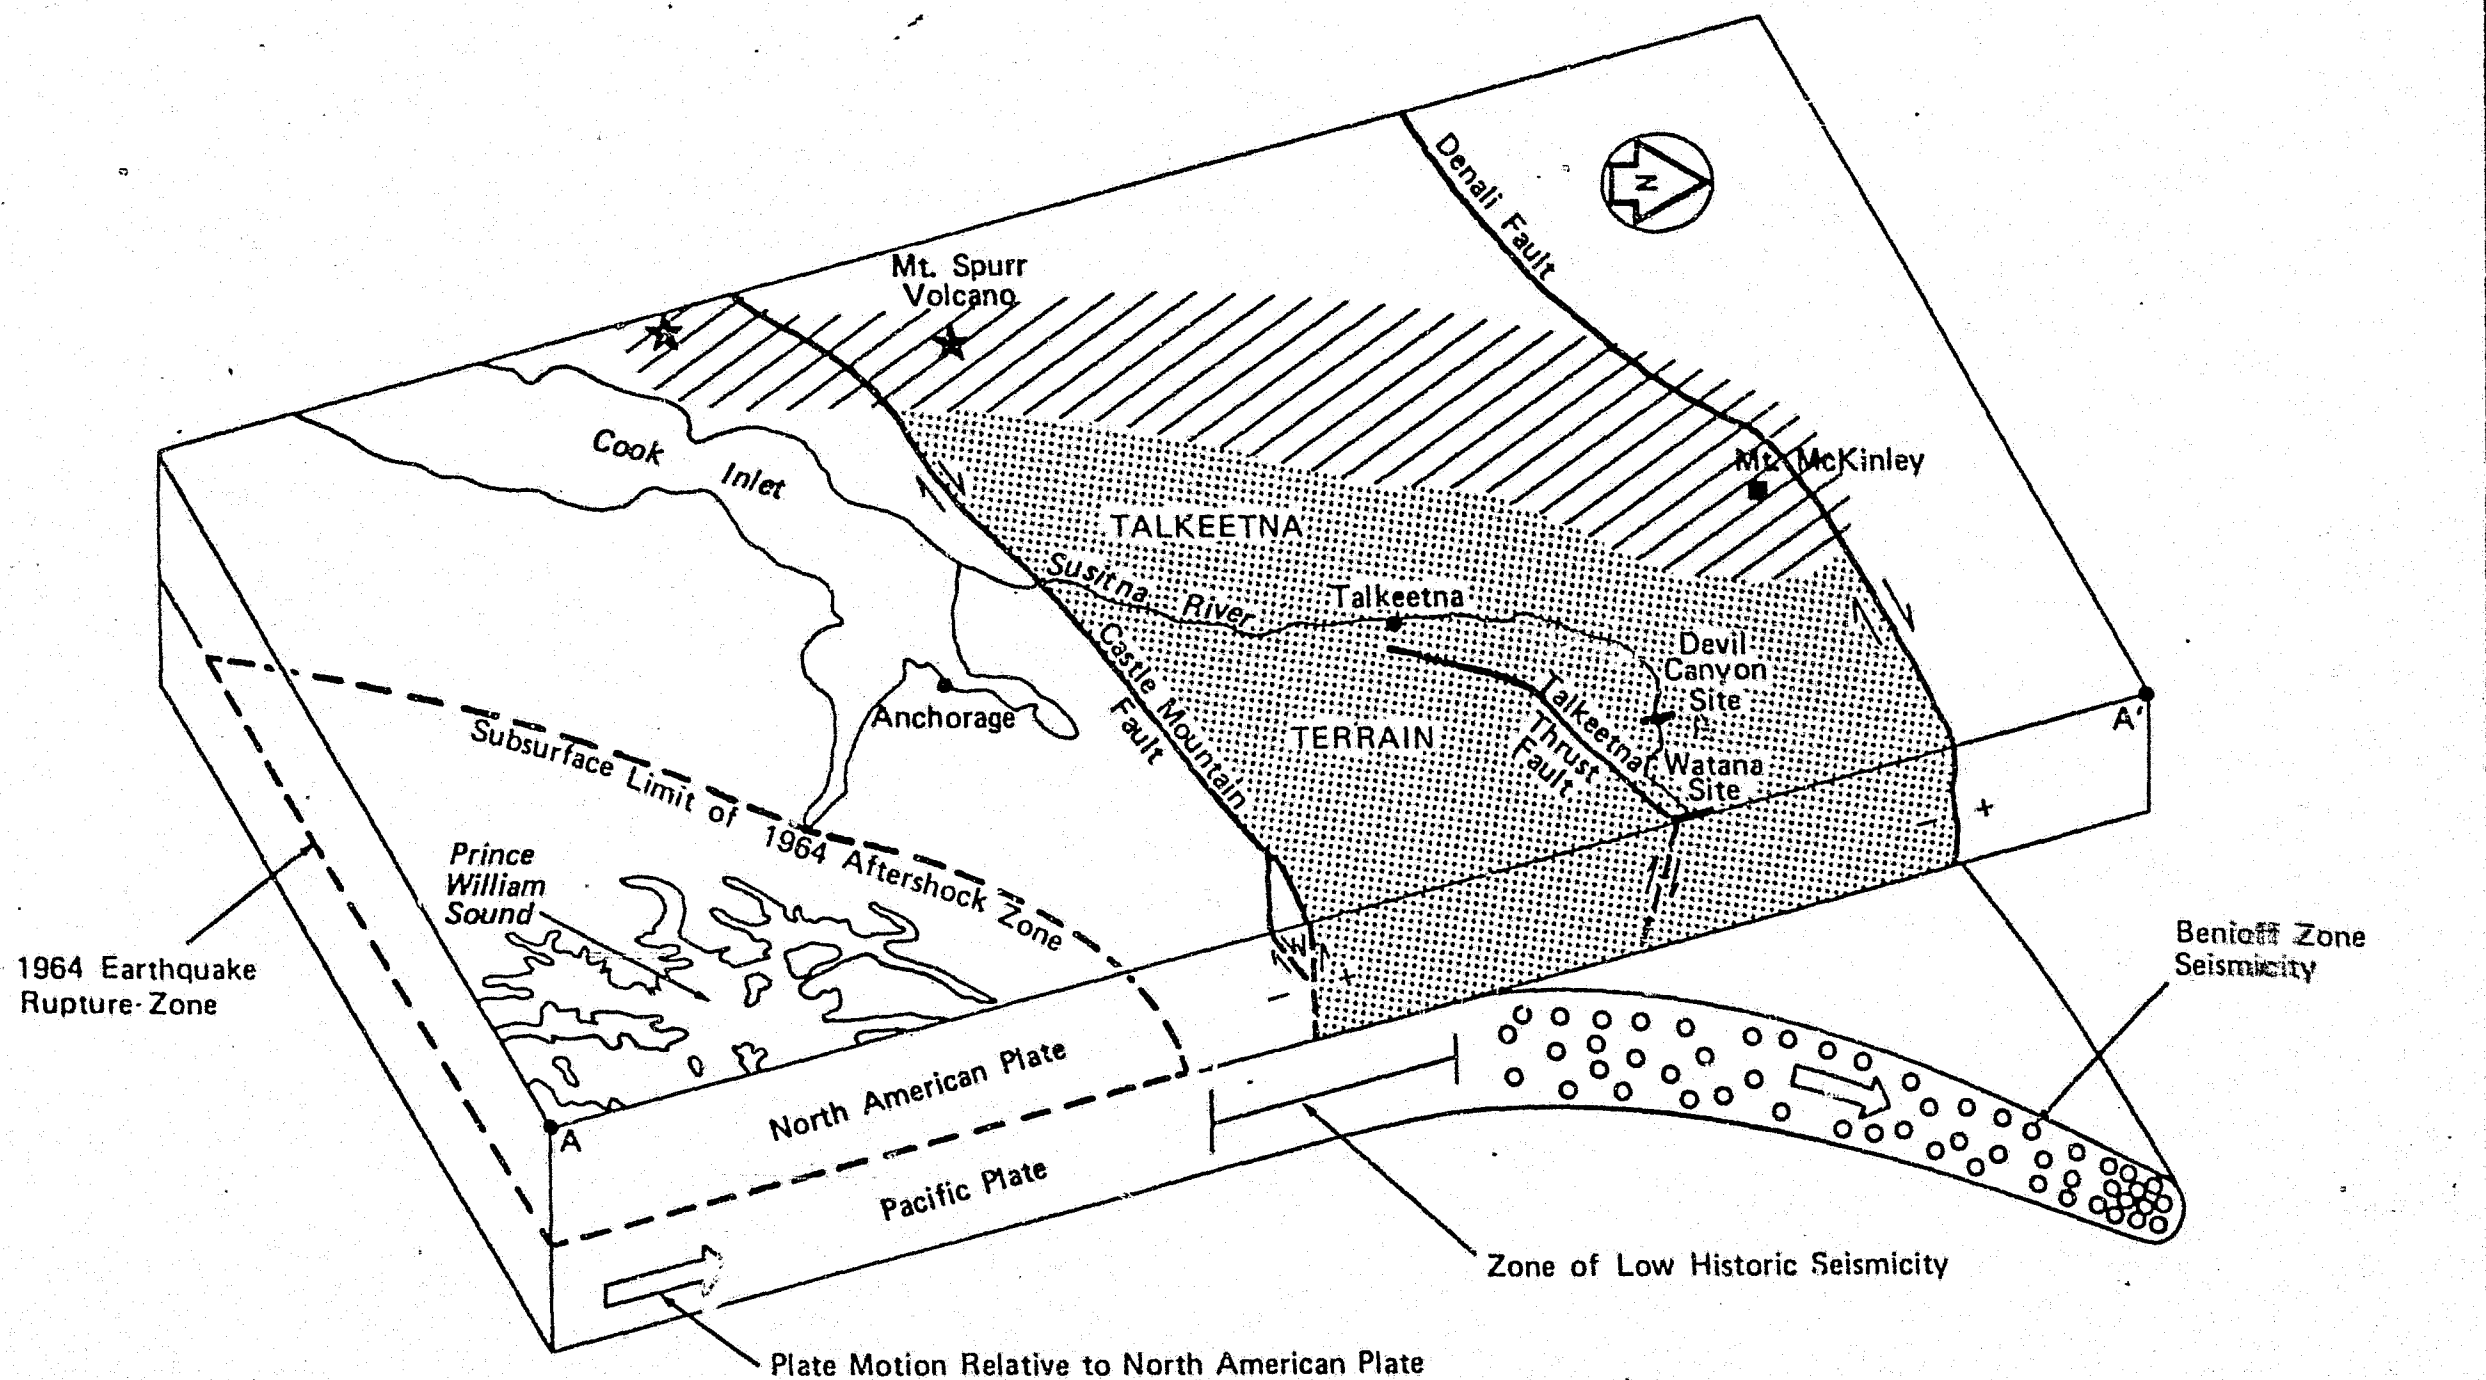 Denali Fault
N
Mt. Spurr
Volcano
Cook Inlet
Mt. McKinley
TALKEETNA
Susitna River
Talkeetna
Devil
Canyon
Site
Castle Mountain
Fault
Anchorage
TERRAIN
Talkeetna
Thrust
Fault
Watana
Site
A'
Subsurface Limit of 1964 Aftershock Zone
Prince
William
Sound
- +
1964 Earthquake
Rupture-Zone
Benioff Zone
Seismicity
- +
A
North American Plate
Pacific Plate
Zone of Low Historic Seismicity
Plate Motion Relative to North American Plate